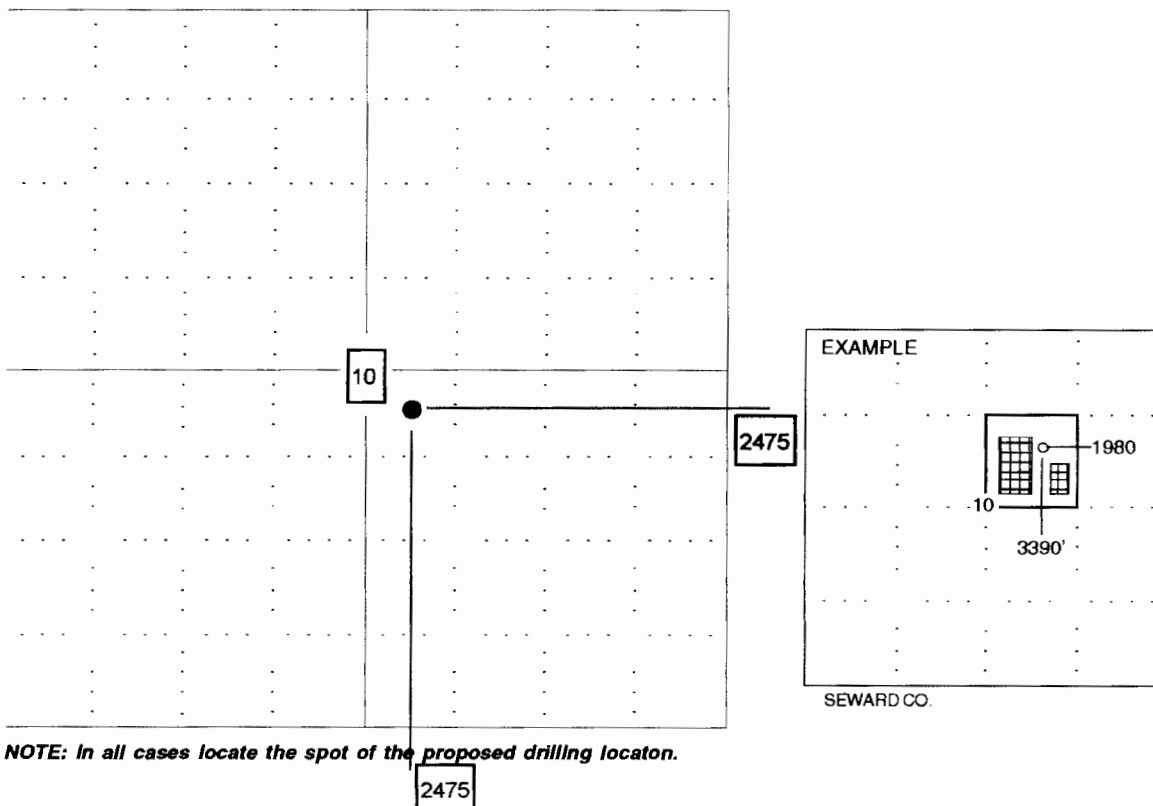 10
2475
EXAMPLE
1980
10
3390'
SEWARD CO.
NOTE: In all cases locate the spot of the proposed drilling locaton.
2475